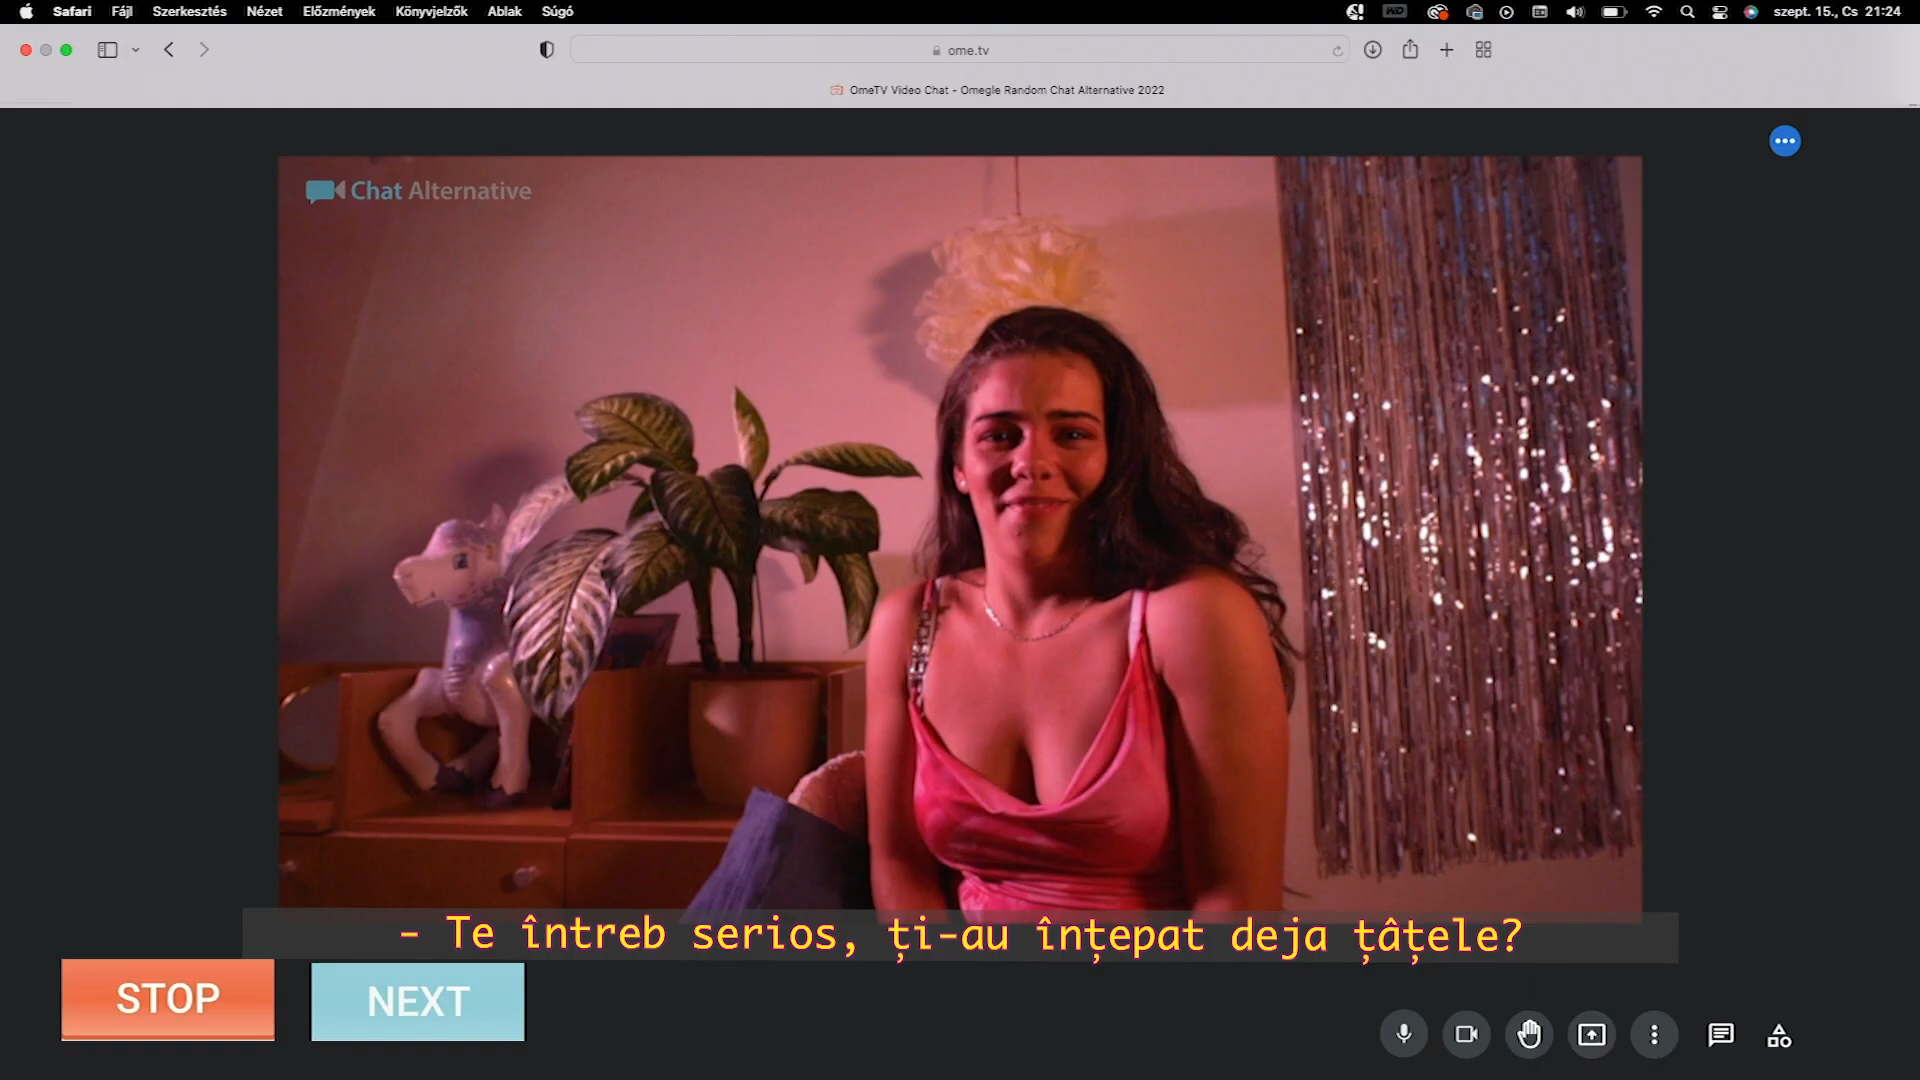 Safari Fájl Szerkesztés Nézet Előzmények Könyvjelzők Ablak Súgó
szept. 15., Cs 21:24
ome.tv
OmeTV Video Chat - Omegle Random Chat Alternative 2022
Chat Alternative
- Te întreb serios, ți-au înțepat deja țâțele?
STOP
NEXT